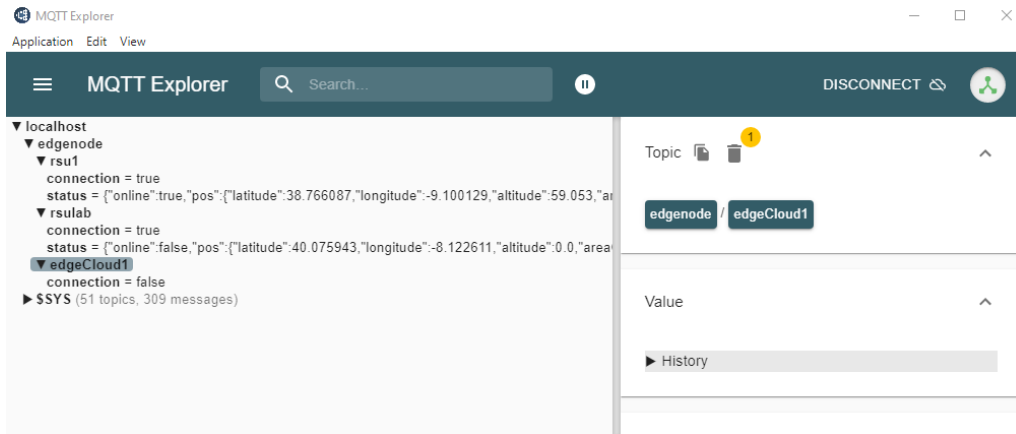 MQTT Explorer
Application Edit View
MQTT Explorer
Search...
DISCONNECT
▼ localhost
▼ edgenode
▼ rsu1
connection = true
status = {"online":true,"pos":{"latitude":38.766087,"longitude":-9.100129,"altitude":59.053,"ar
▼ rsulab
connection = true
status = {"online":false,"pos":{"latitude":40.075943,"longitude":-8.122611,"altitude":0.0,"area
▼ edgeCloud1
connection = false
▶ $SYS (51 topics, 309 messages)
Topic 1
edgenode / edgeCloud1
Value
▶ History